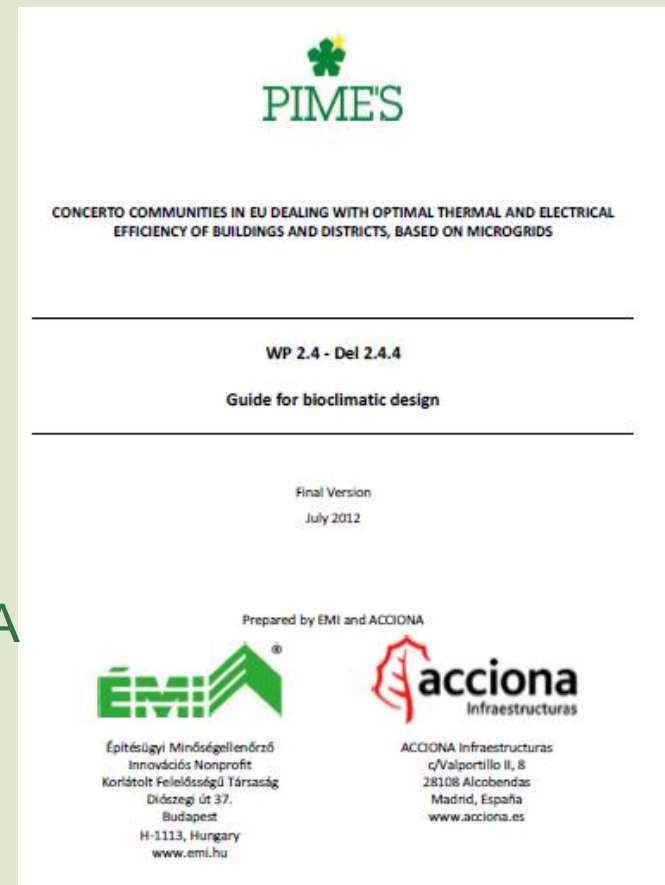 PIME'S
CONCERTO COMMUNITIES IN EU DEALING WITH OPTIMAL THERMAL AND ELECTRICAL
EFFICIENCY OF BUILDINGS AND DISTRICTS, BASED ON MICROGRIDS
WP 2.4 - Del 2.4.4
Guide for bioclimatic design
Final Version
July 2012
A
Prepared by EMI and ACCIONA
ÉMI ®
Építésügyi Minőségellenőrző
Innovációs Nonprofit
Korlátolt Felelősségű Társaság
Diószegi út 37.
Budapest
H-1113, Hungary
www.emi.hu
acciona
Infraestructuras
ACCIONA Infraestructuras
c/Valportillo II, 8
28108 Alcobendas
Madrid, España
www.acciona.es